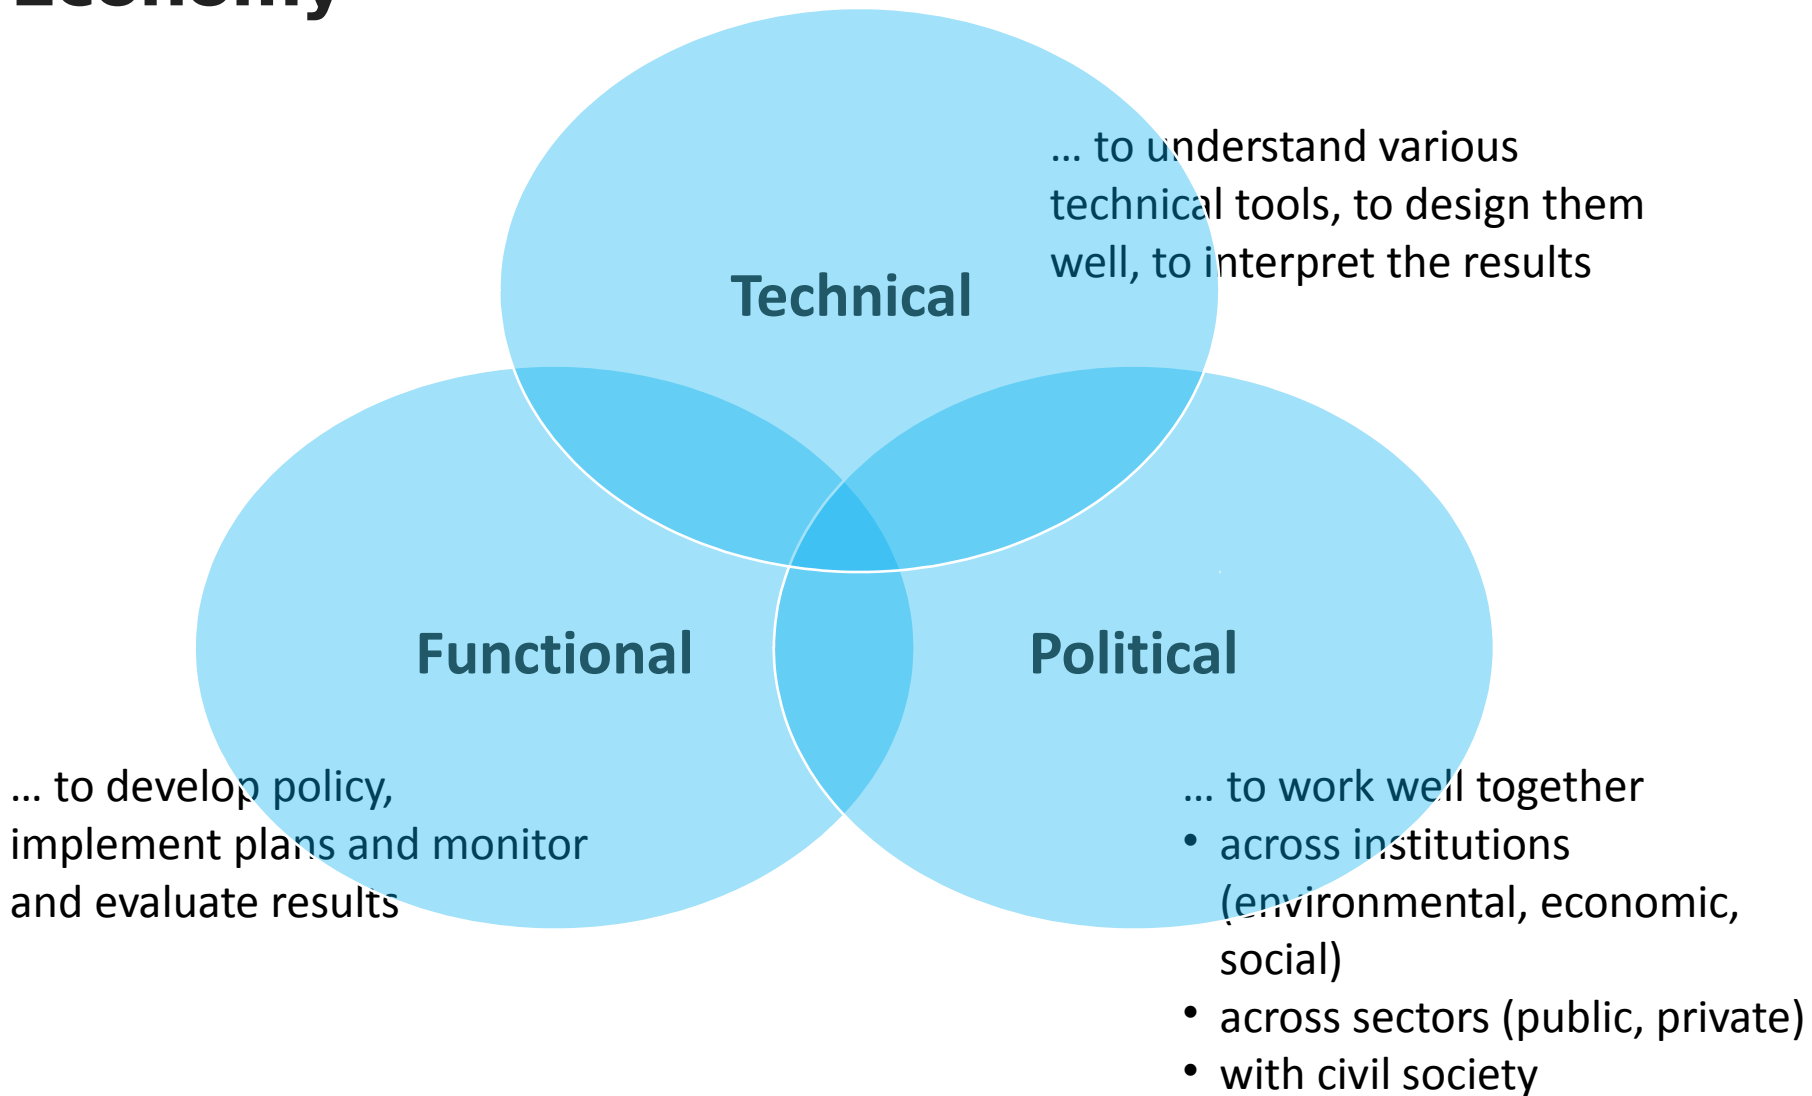 Economy
… to understand various
technical tools, to design them
well, to interpret the results
Technical
Functional
Political
… to develop policy,
implement plans and monitor
and evaluate results
… to work well together
• across institutions
(environmental, economic,
social)
• across sectors (public, private)
• with civil society